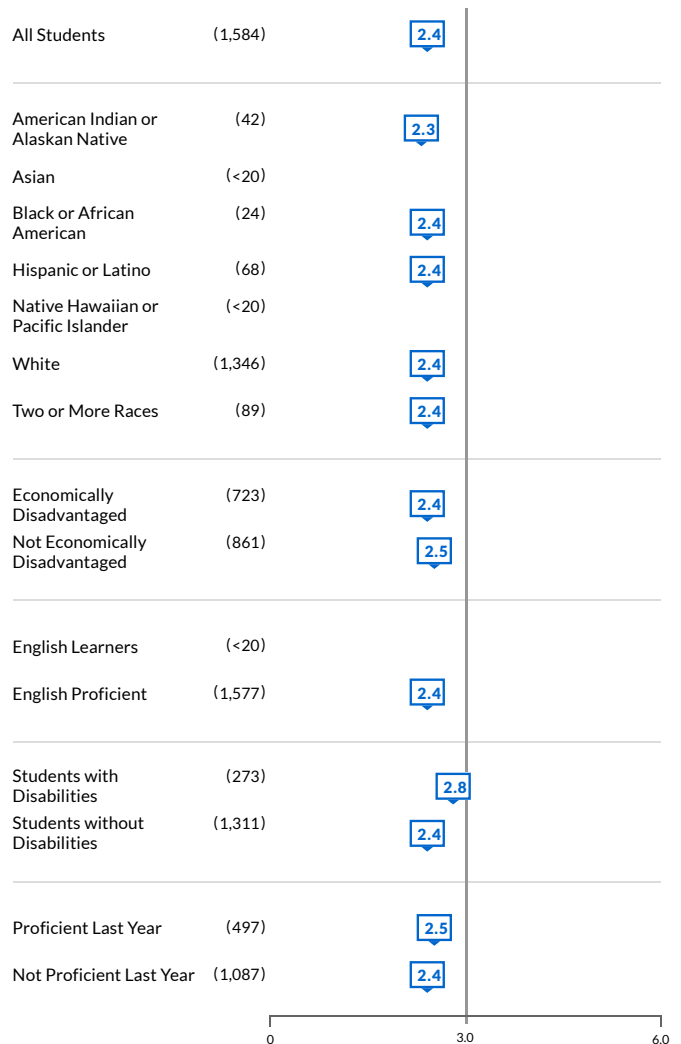 All Students (1,584) 2.4
American Indian or (42) 2.3
Alaskan Native
Asian (<20)
Black or African (24) 2.4
American
Hispanic or Latino (68) 2.4
Native Hawaiian or (<20)
Pacific Islander
White (1,346) 2.4
Two or More Races (89) 2.4
Economically (723) 2.4
Disadvantaged
Not Economically (861) 2.5
Disadvantaged
English Learners (<20)
English Proficient (1,577) 2.4
Students with (273) 2.8
Disabilities
Students without (1,311) 2.4
Disabilities
Proficient Last Year (497) 2.5
Not Proficient Last Year (1,087) 2.4
0 3.0 6.0